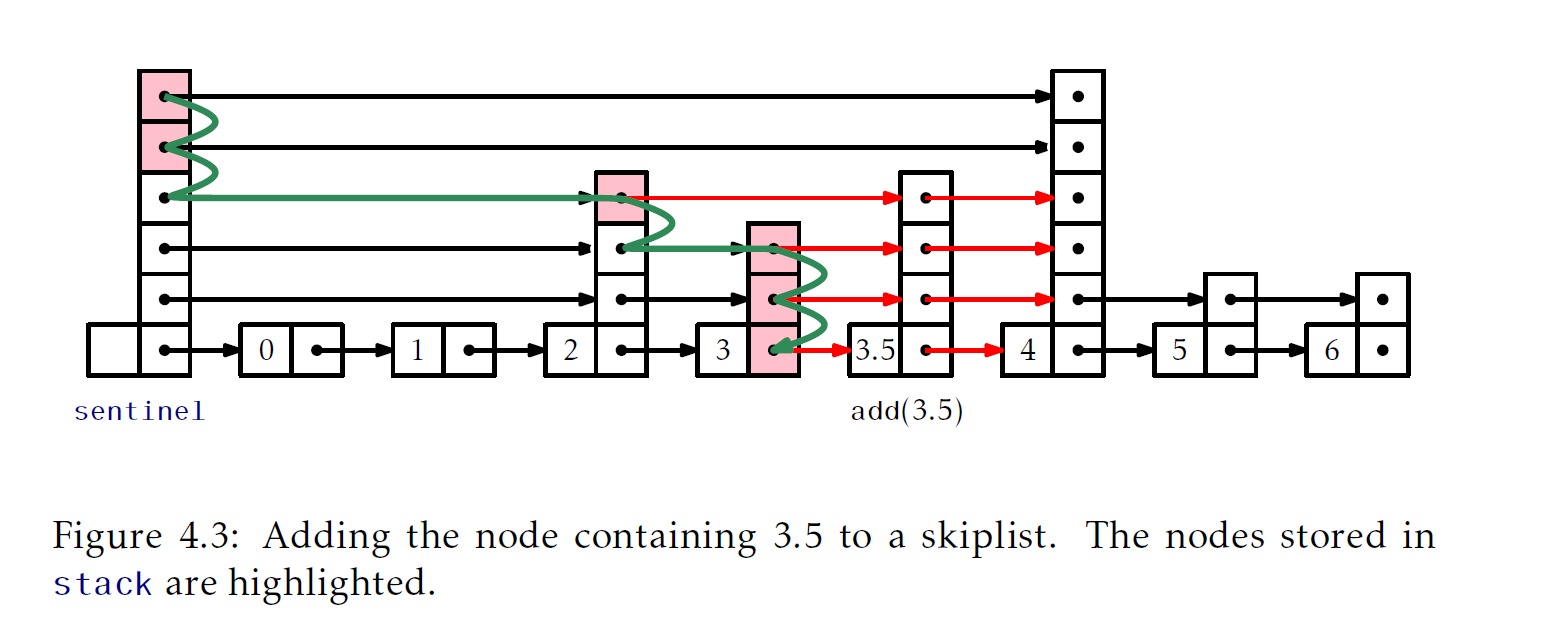 0 1 2 3 3.5 4 5 6
sentinel add(3.5)
Figure 4.3: Adding the node containing 3.5 to a skiplist. The nodes stored in
stack are highlighted.